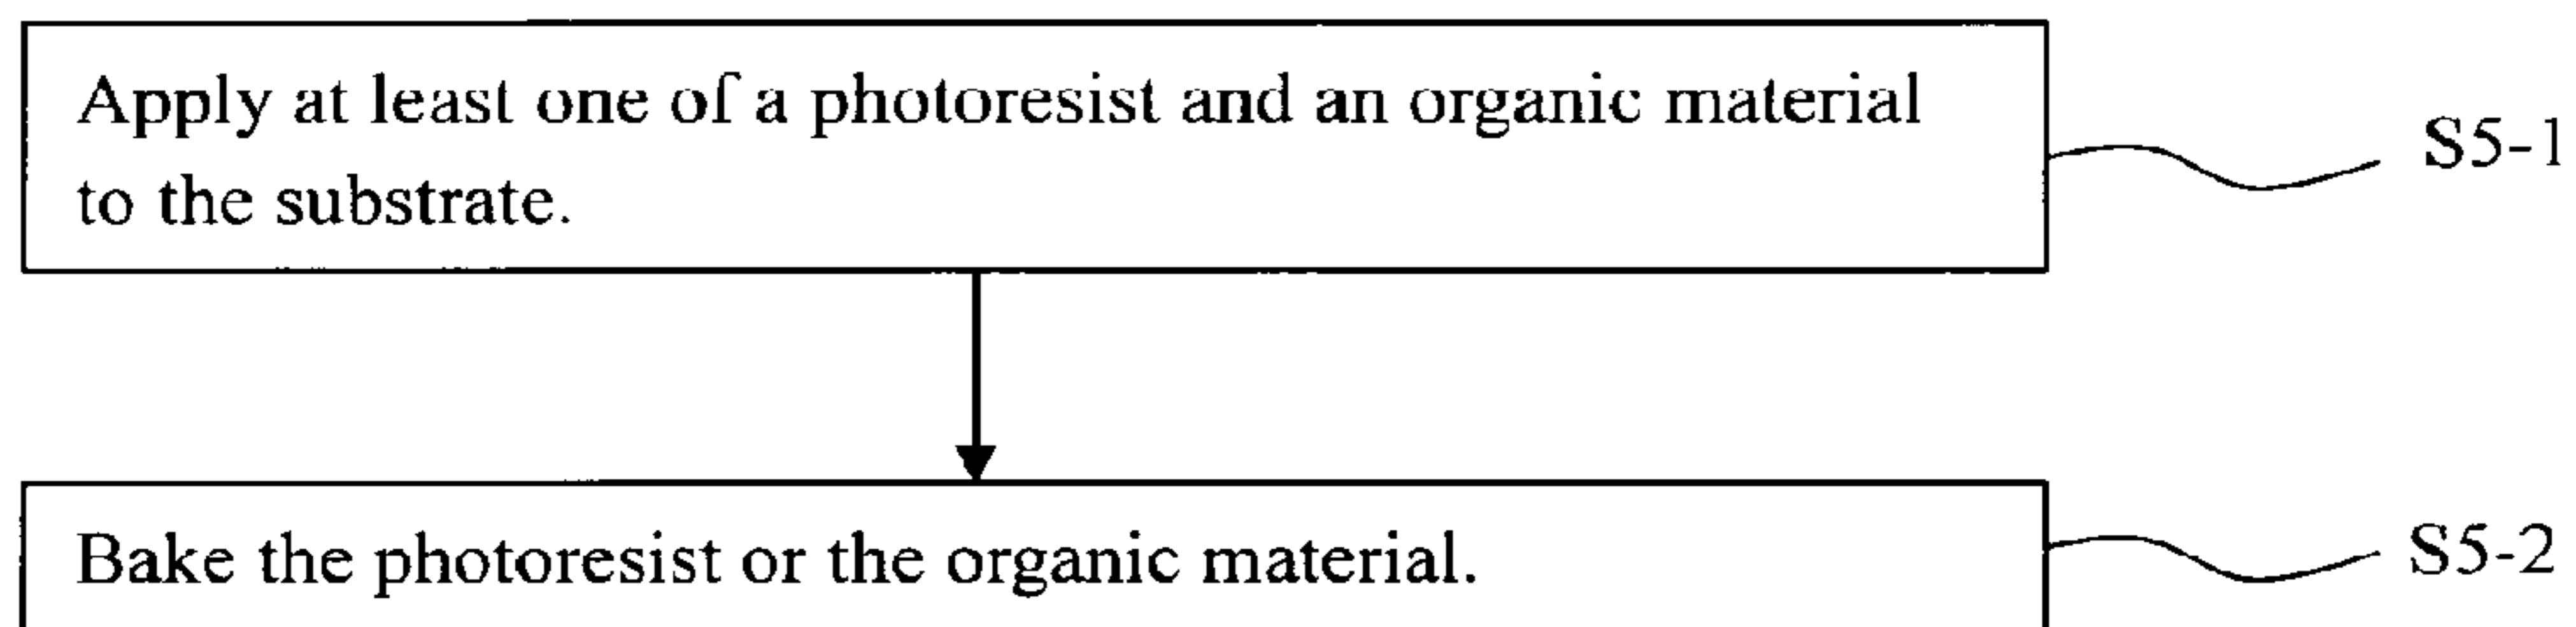 Apply at least one of a photoresist and an organic material
to the substrate.
S5-1
Bake the photoresist or the organic material.
S5-2